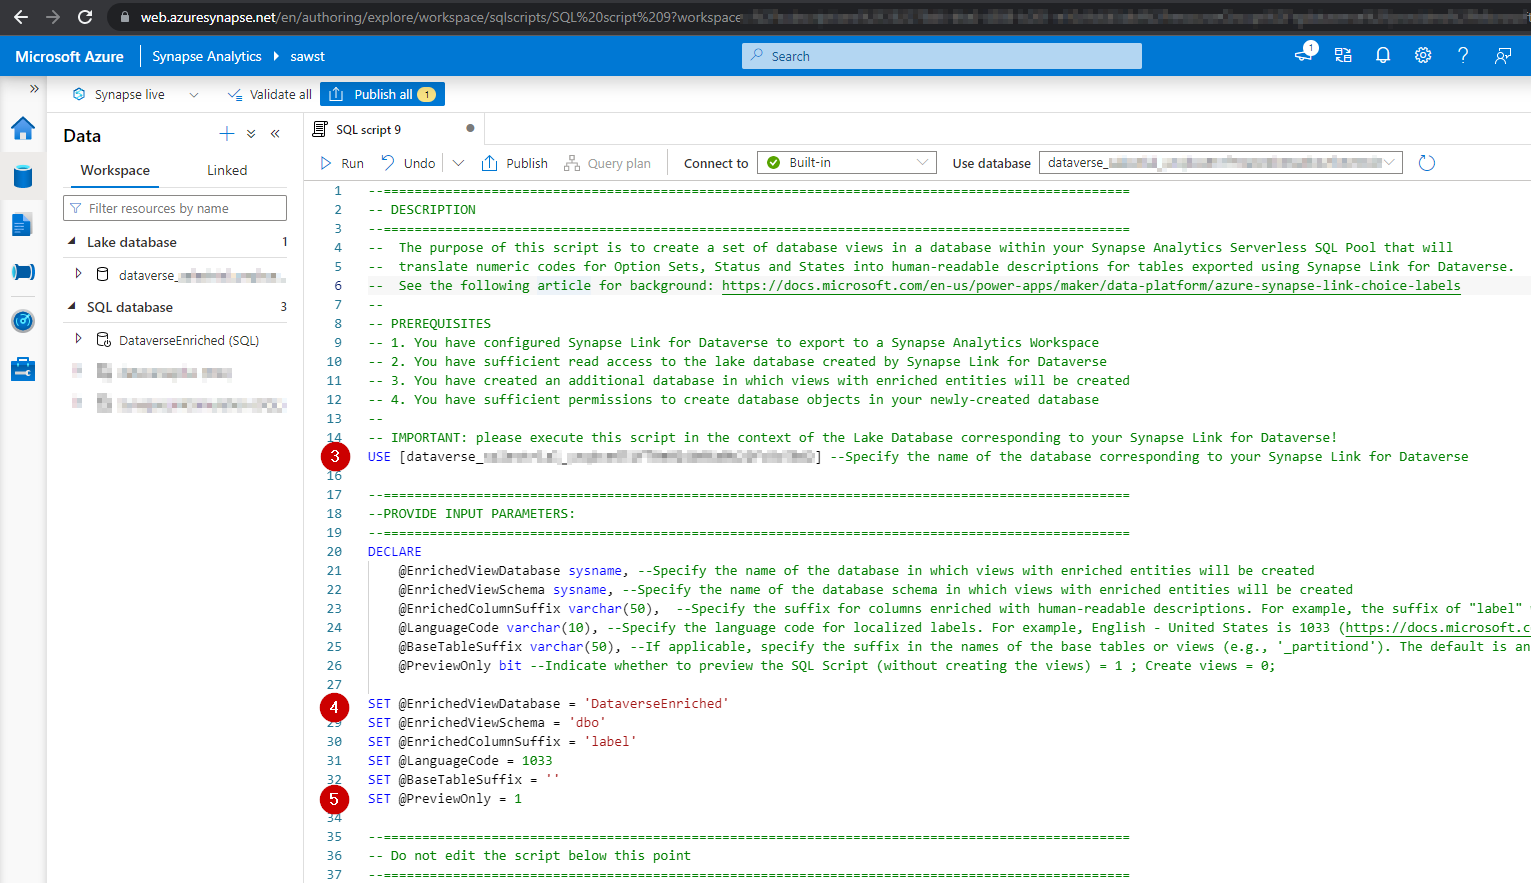 web.azuresynapse.net/en/authoring/explore/workspace/sqlscripts/SQL%20script%209?workspace
Microsoft Azure
Synapse Analytics
sawst
Search
1
Synapse live
Validate all
Publish all 1
Data
Workspace
Linked
Filter resources by name
Lake database 1
dataverse_
SQL database 3
DataverseEnriched (SQL)
SQL script 9
Run
Undo
Publish
Query plan
Connect to
Built-in
Use database
dataverse_
1 --=================================================================================================
2 -- DESCRIPTION
3 --=================================================================================================
4 --  The purpose of this script is to create a set of database views in a database within your Synapse Analytics Serverless SQL Pool that will
5 --  translate numeric codes for Option Sets, Status and States into human-readable descriptions for tables exported using Synapse Link for Dataverse.
6 --  See the following article for background: https://docs.microsoft.com/en-us/power-apps/maker/data-platform/azure-synapse-link-choice-labels
7 --
8 -- PREREQUISITES
9 -- 1. You have configured Synapse Link for Dataverse to export to a Synapse Analytics Workspace
10 -- 2. You have sufficient read access to the lake database created by Synapse Link for Dataverse
11 -- 3. You have created an additional database in which views with enriched entities will be created
12 -- 4. You have sufficient permissions to create database objects in your newly-created database
13 --
14 -- IMPORTANT: please execute this script in the context of the Lake Database corresponding to your Synapse Link for Dataverse!
3 USE [dataverse_ ] --Specify the name of the database corresponding to your Synapse Link for Dataverse
16
17 --=================================================================================================
18 --PROVIDE INPUT PARAMETERS:
19 --=================================================================================================
20 DECLARE
21 @EnrichedViewDatabase sysname, --Specify the name of the database in which views with enriched entities will be created
22 @EnrichedViewSchema sysname, --Specify the name of the database schema in which views with enriched entities will be created
23 @EnrichedColumnSuffix varchar(50),  --Specify the suffix for columns enriched with human-readable descriptions. For example, the suffix of "label"
24 @LanguageCode varchar(10), --Specify the language code for localized labels. For example, English - United States is 1033 (https://docs.microsoft.c
25 @BaseTableSuffix varchar(50), --If applicable, specify the suffix in the names of the base tables or views (e.g., '_partitiond'). The default is an
26 @PreviewOnly bit --Indicate whether to preview the SQL Script (without creating the views) = 1 ; Create views = 0;
27
4 SET @EnrichedViewDatabase = 'DataverseEnriched'
29 SET @EnrichedViewSchema = 'dbo'
30 SET @EnrichedColumnSuffix = 'label'
31 SET @LanguageCode = 1033
32 SET @BaseTableSuffix = ''
5 SET @PreviewOnly = 1
34
35 --=================================================================================================
36 -- Do not edit the script below this point
37 --=================================================================================================